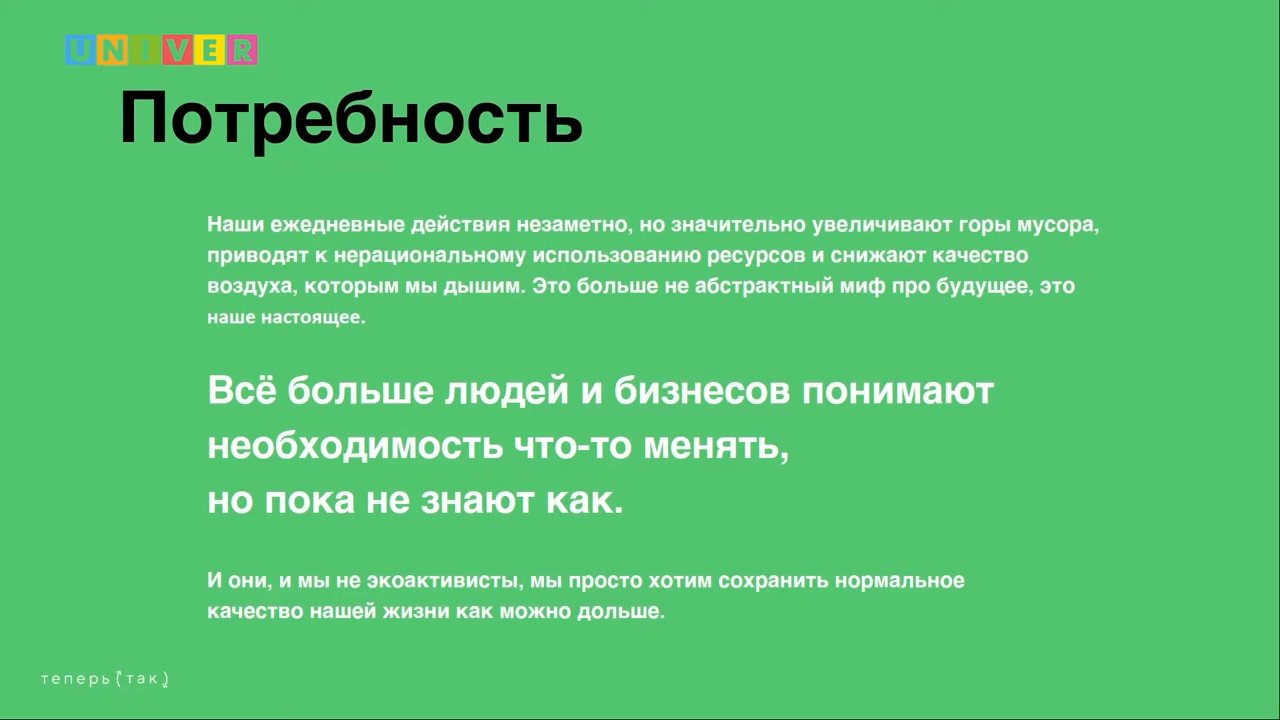 UNIVER
Потребность
Наши ежедневные действия незаметно, но значительно увеличивают горы мусора,
приводят к нерациональному использованию ресурсов и снижают качество
воздуха, которым мы дышим. Это больше не абстрактный миф про будущее, это
наше настоящее.
Всё больше людей и бизнесов понимают
необходимость что-то менять,
но пока не знают как.
И они, и мы не экоактивисты, мы просто хотим сохранить нормальное
качество нашей жизни как можно дольше.
теперь(так)